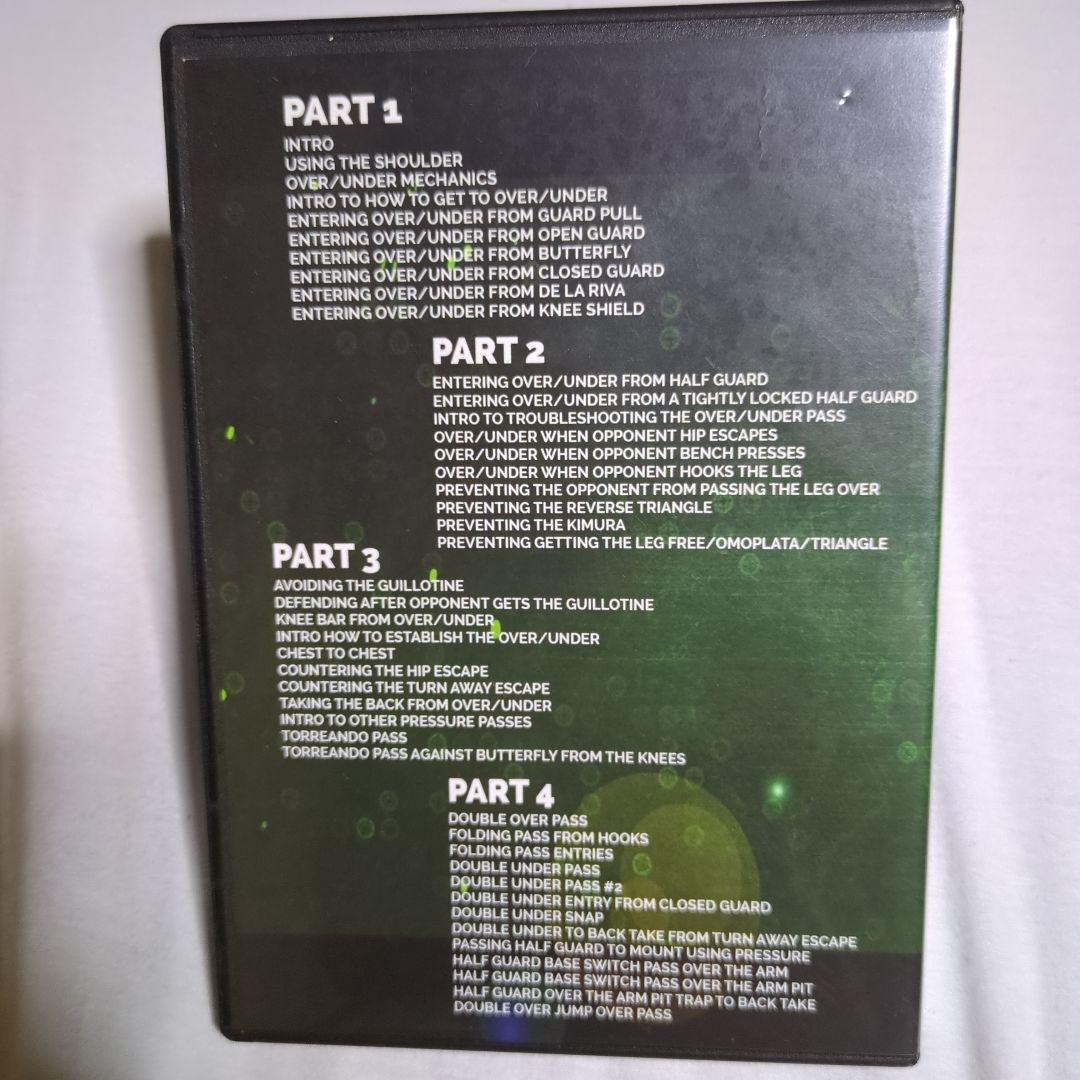 PART 1
INTRO
USING THE SHOULDER
OVER/UNDER MECHANICS
INTRO TO HOW TO GET TO OVER/UNDER
ENTERING OVER/UNDER FROM GUARD PULL
ENTERING OVER/UNDER FROM OPEN GUARD
ENTERING OVER/UNDER FROM BUTTERFLY
ENTERING OVER/UNDER FROM CLOSED GUARD
ENTERING OVER/UNDER FROM DE LA RIVA
ENTERING OVER/UNDER FROM KNEE SHIELD
PART 2
ENTERING OVER/UNDER FROM HALF GUARD
ENTERING OVER/UNDER FROM A TIGHTLY LOCKED HALF GUARD
INTRO TO TROUBLESHOOTING THE OVER/UNDER PASS
OVER/UNDER WHEN OPPONENT HIP ESCAPES
OVER/UNDER WHEN OPPONENT BENCH PRESSES
OVER/UNDER WHEN OPPONENT HOOKS THE LEG
PREVENTING THE OPPONENT FROM PASSING THE LEG OVER
PREVENTING THE REVERSE TRIANGLE
PREVENTING THE KIMURA
PREVENTING GETTING THE LEG FREE/OMOPLATA/TRIANGLE
PART 3
AVOIDING THE GUILLOTINE
DEFENDING AFTER OPPONENT GETS THE GUILLOTINE
KNEE BAR FROM OVER/UNDER
INTRO HOW TO ESTABLISH THE OVER/UNDER
CHEST TO CHEST
COUNTERING THE HIP ESCAPE
COUNTERING THE TURN AWAY ESCAPE
TAKING THE BACK FROM OVER/UNDER
INTRO TO OTHER PRESSURE PASSES
TORREANDO PASS
TORREANDO PASS AGAINST BUTTERFLY FROM THE KNEES
PART 4
DOUBLE OVER PASS
FOLDING PASS FROM HOOKS
FOLDING PASS ENTRIES
DOUBLE UNDER PASS
DOUBLE UNDER PASS #2
DOUBLE UNDER ENTRY FROM CLOSED GUARD
DOUBLE UNDER SNAP
DOUBLE UNDER TO BACK TAKE FROM TURN AWAY ESCAPE
PASSING HALF GUARD TO MOUNT USING PRESSURE
HALF GUARD BASE SWITCH PASS OVER THE ARM
HALF GUARD BASE SWITCH PASS OVER THE ARM PIT
HALF GUARD OVER THE ARM PIT TRAP TO BACK TAKE
DOUBLE OVER JUMP OVER PASS